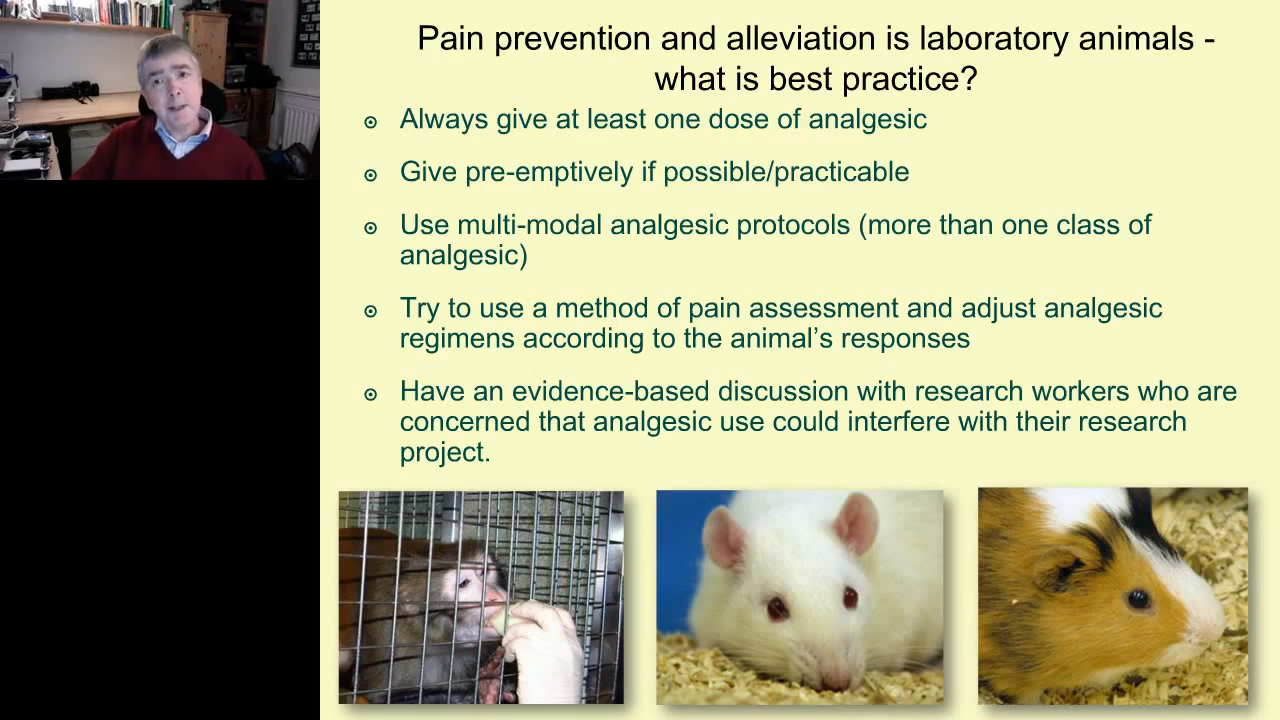 Pain prevention and alleviation is laboratory animals -
what is best practice?
Always give at least one dose of analgesic
Give pre-emptively if possible/practicable
Use multi-modal analgesic protocols (more than one class of
analgesic)
Try to use a method of pain assessment and adjust analgesic
regimens according to the animal’s responses
Have an evidence-based discussion with research workers who are
concerned that analgesic use could interfere with their research
project.